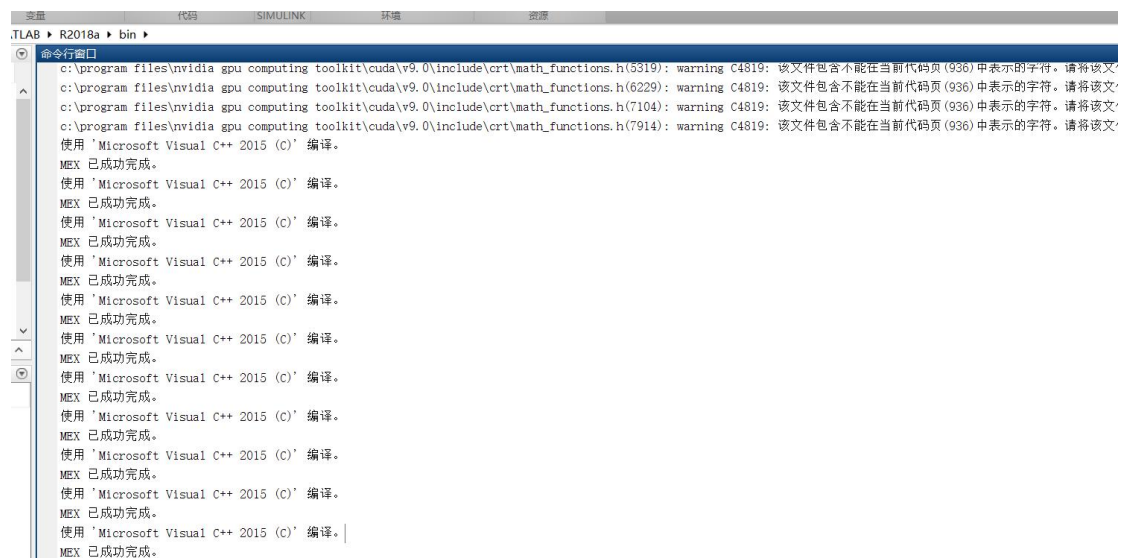 变量 代码 SIMULINK 环境 资源
TLAB ▸ R2018a ▸ bin ▸
命令行窗口
c:\program files\nvidia gpu computing toolkit\cuda\v9.0\include\crt\math_functions.h(5319): warning C4819: 该文件包含不能在当前代码页(936)中表示的字符。请将该文
c:\program files\nvidia gpu computing toolkit\cuda\v9.0\include\crt\math_functions.h(6229): warning C4819: 该文件包含不能在当前代码页(936)中表示的字符。请将该文
c:\program files\nvidia gpu computing toolkit\cuda\v9.0\include\crt\math_functions.h(7104): warning C4819: 该文件包含不能在当前代码页(936)中表示的字符。请将该文
c:\program files\nvidia gpu computing toolkit\cuda\v9.0\include\crt\math_functions.h(7914): warning C4819: 该文件包含不能在当前代码页(936)中表示的字符。请将该文
使用 'Microsoft Visual C++ 2015 (C)' 编译。
MEX 已成功完成。
使用 'Microsoft Visual C++ 2015 (C)' 编译。
MEX 已成功完成。
使用 'Microsoft Visual C++ 2015 (C)' 编译。
MEX 已成功完成。
使用 'Microsoft Visual C++ 2015 (C)' 编译。
MEX 已成功完成。
使用 'Microsoft Visual C++ 2015 (C)' 编译。
MEX 已成功完成。
使用 'Microsoft Visual C++ 2015 (C)' 编译。
MEX 已成功完成。
使用 'Microsoft Visual C++ 2015 (C)' 编译。
MEX 已成功完成。
使用 'Microsoft Visual C++ 2015 (C)' 编译。
MEX 已成功完成。
使用 'Microsoft Visual C++ 2015 (C)' 编译。
MEX 已成功完成。
使用 'Microsoft Visual C++ 2015 (C)' 编译。
MEX 已成功完成。
使用 'Microsoft Visual C++ 2015 (C)' 编译。
MEX 已成功完成。